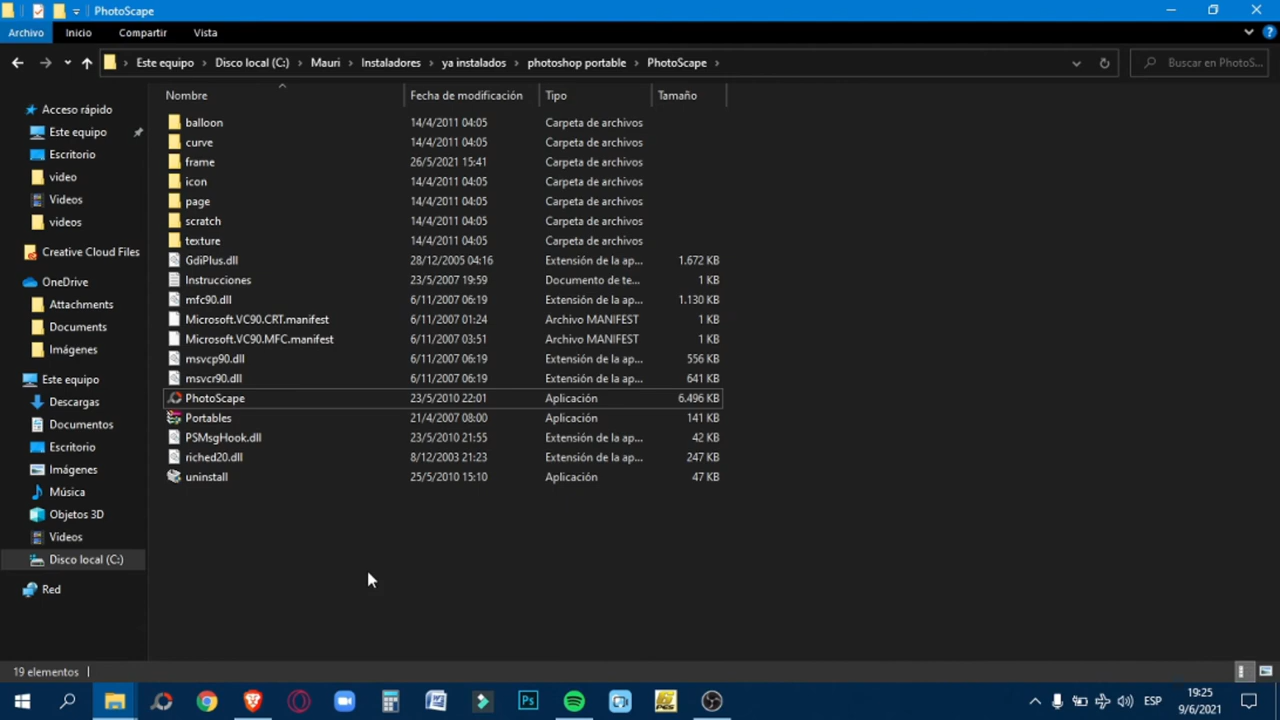 PhotoScape
Archivo Inicio Compartir Vista
Este equipo Disco local (C:) Mauri Instaladores ya instalados photoshop portable PhotoScape Buscar en PhotoS...
Nombre Fecha de modificación Tipo Tamaño
Acceso rápido
Este equipo
Escritorio
video
Videos
videos
Creative Cloud Files
OneDrive
Attachments
Documents
Imágenes
Este equipo
Descargas
Documentos
Escritorio
Imágenes
Música
Objetos 3D
Videos
Disco local (C:)
Red
balloon 14/4/2011 04:05 Carpeta de archivos
curve 14/4/2011 04:05 Carpeta de archivos
frame 26/5/2021 15:41 Carpeta de archivos
icon 14/4/2011 04:05 Carpeta de archivos
page 14/4/2011 04:05 Carpeta de archivos
scratch 14/4/2011 04:05 Carpeta de archivos
texture 14/4/2011 04:05 Carpeta de archivos
GdiPlus.dll 28/12/2005 04:16 Extensión de la ap... 1.672 KB
Instrucciones 23/5/2007 19:59 Documento de te... 1 KB
mfc90.dll 6/11/2007 06:19 Extensión de la ap... 1.130 KB
Microsoft.VC90.CRT.manifest 6/11/2007 01:24 Archivo MANIFEST 1 KB
Microsoft.VC90.MFC.manifest 6/11/2007 03:51 Archivo MANIFEST 1 KB
msvcp90.dll 6/11/2007 06:19 Extensión de la ap... 556 KB
msvcr90.dll 6/11/2007 06:19 Extensión de la ap... 641 KB
PhotoScape 23/5/2010 22:01 Aplicación 6.496 KB
Portables 21/4/2007 08:00 Aplicación 141 KB
PSMsgHook.dll 23/5/2010 21:55 Extensión de la ap... 42 KB
riched20.dll 8/12/2003 21:23 Extensión de la ap... 247 KB
uninstall 25/5/2010 15:10 Aplicación 47 KB
19 elementos
Ps
ESP
19:25
9/6/2021